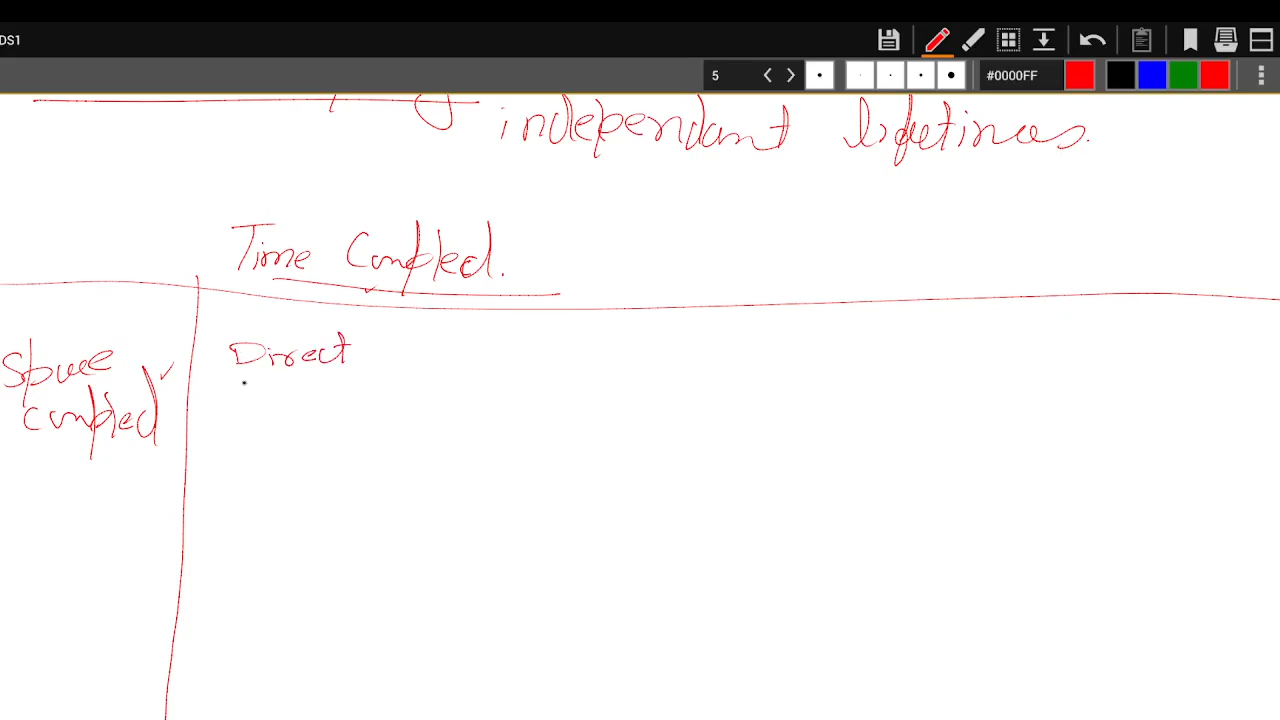 DS1
5 #0000FF
independant lifetimes.
Time Coupled.
Direct
Space
coupled